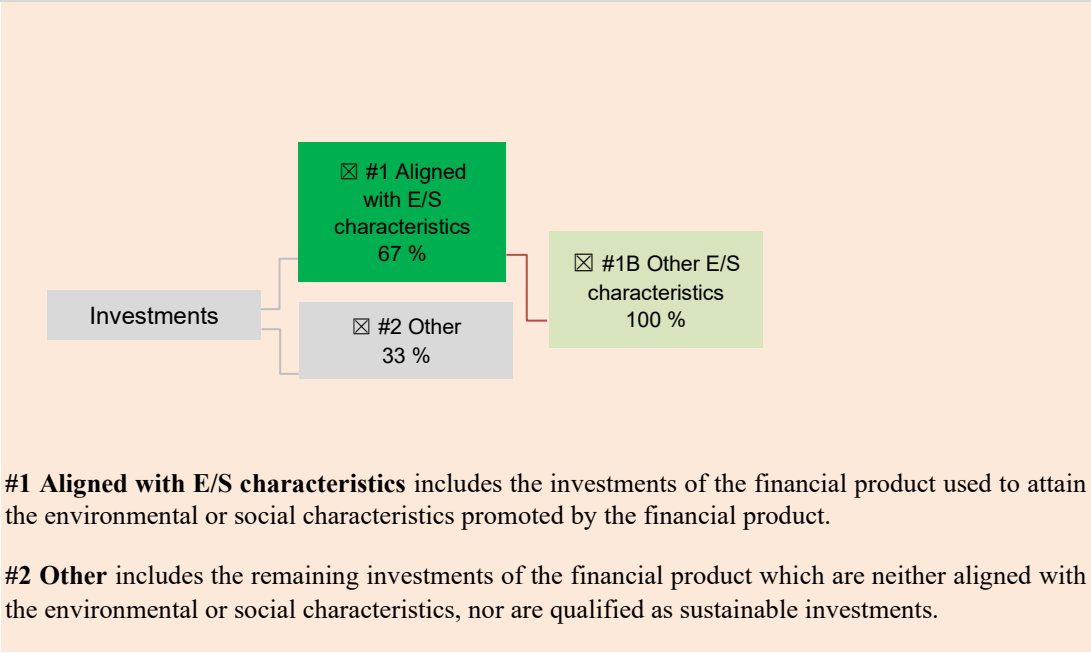 ☒ #1 Aligned
with E/S
characteristics
67 %
☒ #1B Other E/S
characteristics
100 %
Investments
☒ #2 Other
33 %
#1 Aligned with E/S characteristics includes the investments of the financial product used to attain
the environmental or social characteristics promoted by the financial product.
#2 Other includes the remaining investments of the financial product which are neither aligned with
the environmental or social characteristics, nor are qualified as sustainable investments.